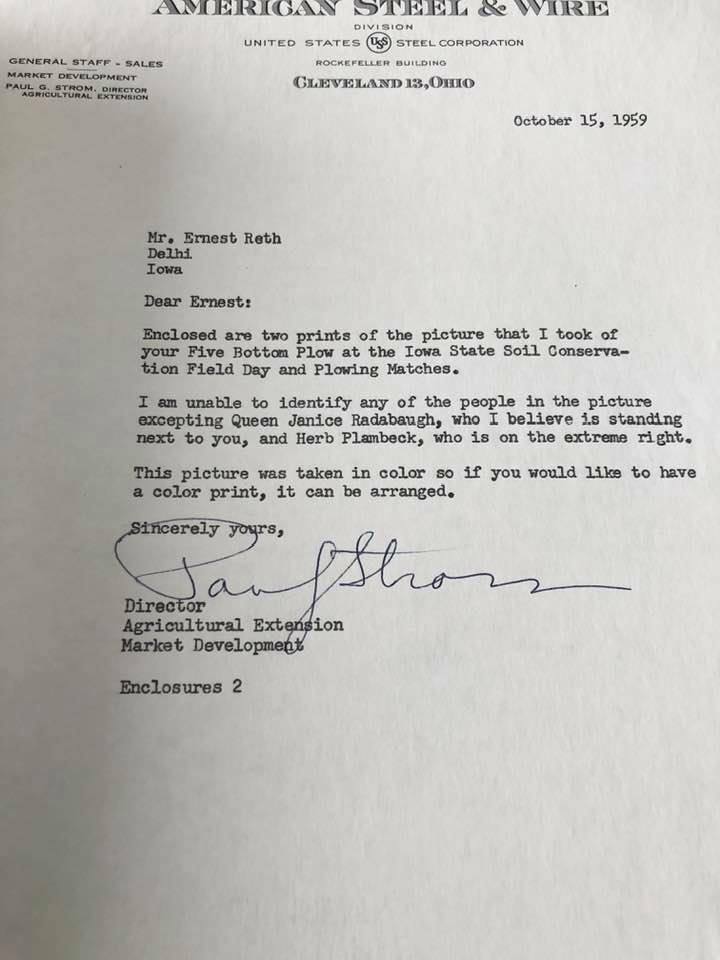 AMERICAN STEEL & WIRE
DIVISION
UNITED STATES USS STEEL CORPORATION
ROCKEFELLER BUILDING
CLEVELAND 13, OHIO
GENERAL STAFF - SALES
MARKET DEVELOPMENT
PAUL G. STROM, DIRECTOR
AGRICULTURAL EXTENSION
October 15, 1959
Mr. Ernest Reth
Delhi
Iowa
Dear Ernest:
Enclosed are two prints of the picture that I took of
your Five Bottom Plow at the Iowa State Soil Conserva-
tion Field Day and Plowing Matches.
I am unable to identify any of the people in the picture
excepting Queen Janice Radabaugh, who I believe is standing
next to you, and Herb Plambeck, who is on the extreme right.
This picture was taken in color so if you would like to have
a color print, it can be arranged.
Sincerely yours,
Paul G Strom
Director
Agricultural Extension
Market Development
Enclosures 2